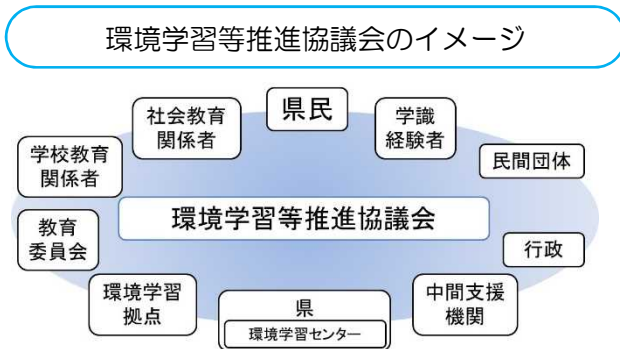 環境学習等推進協議会のイメージ
県民
社会教育
関係者
学識
経験者
学校教育
関係者
民間団体
環境学習等推進協議会
教育
委員会
行政
環境学習
拠点
県
環境学習センター
中間支援
機関